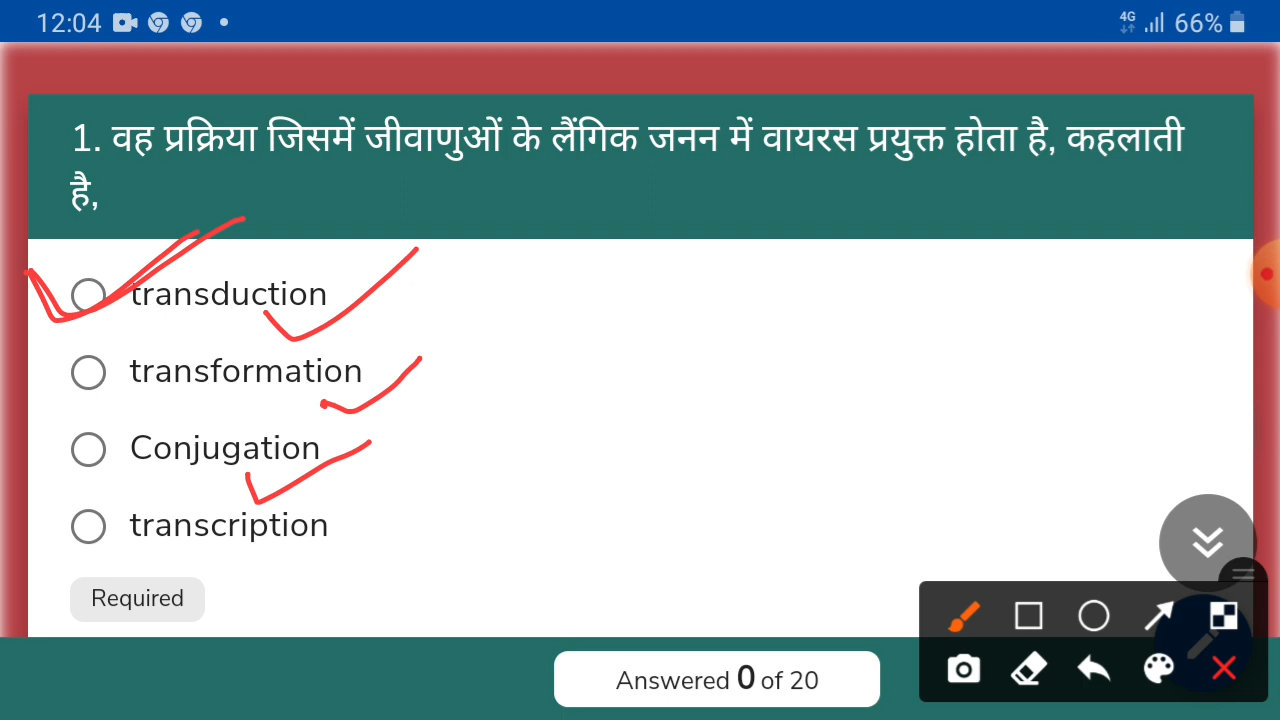 12:04
4G
66%
1. वह प्रक्रिया जिसमें जीवाणुओं के लैंगिक जनन में वायरस प्रयुक्त होता है, कहलाती
है,
transduction
transformation
Conjugation
transcription
Required
Answered 0 of 20